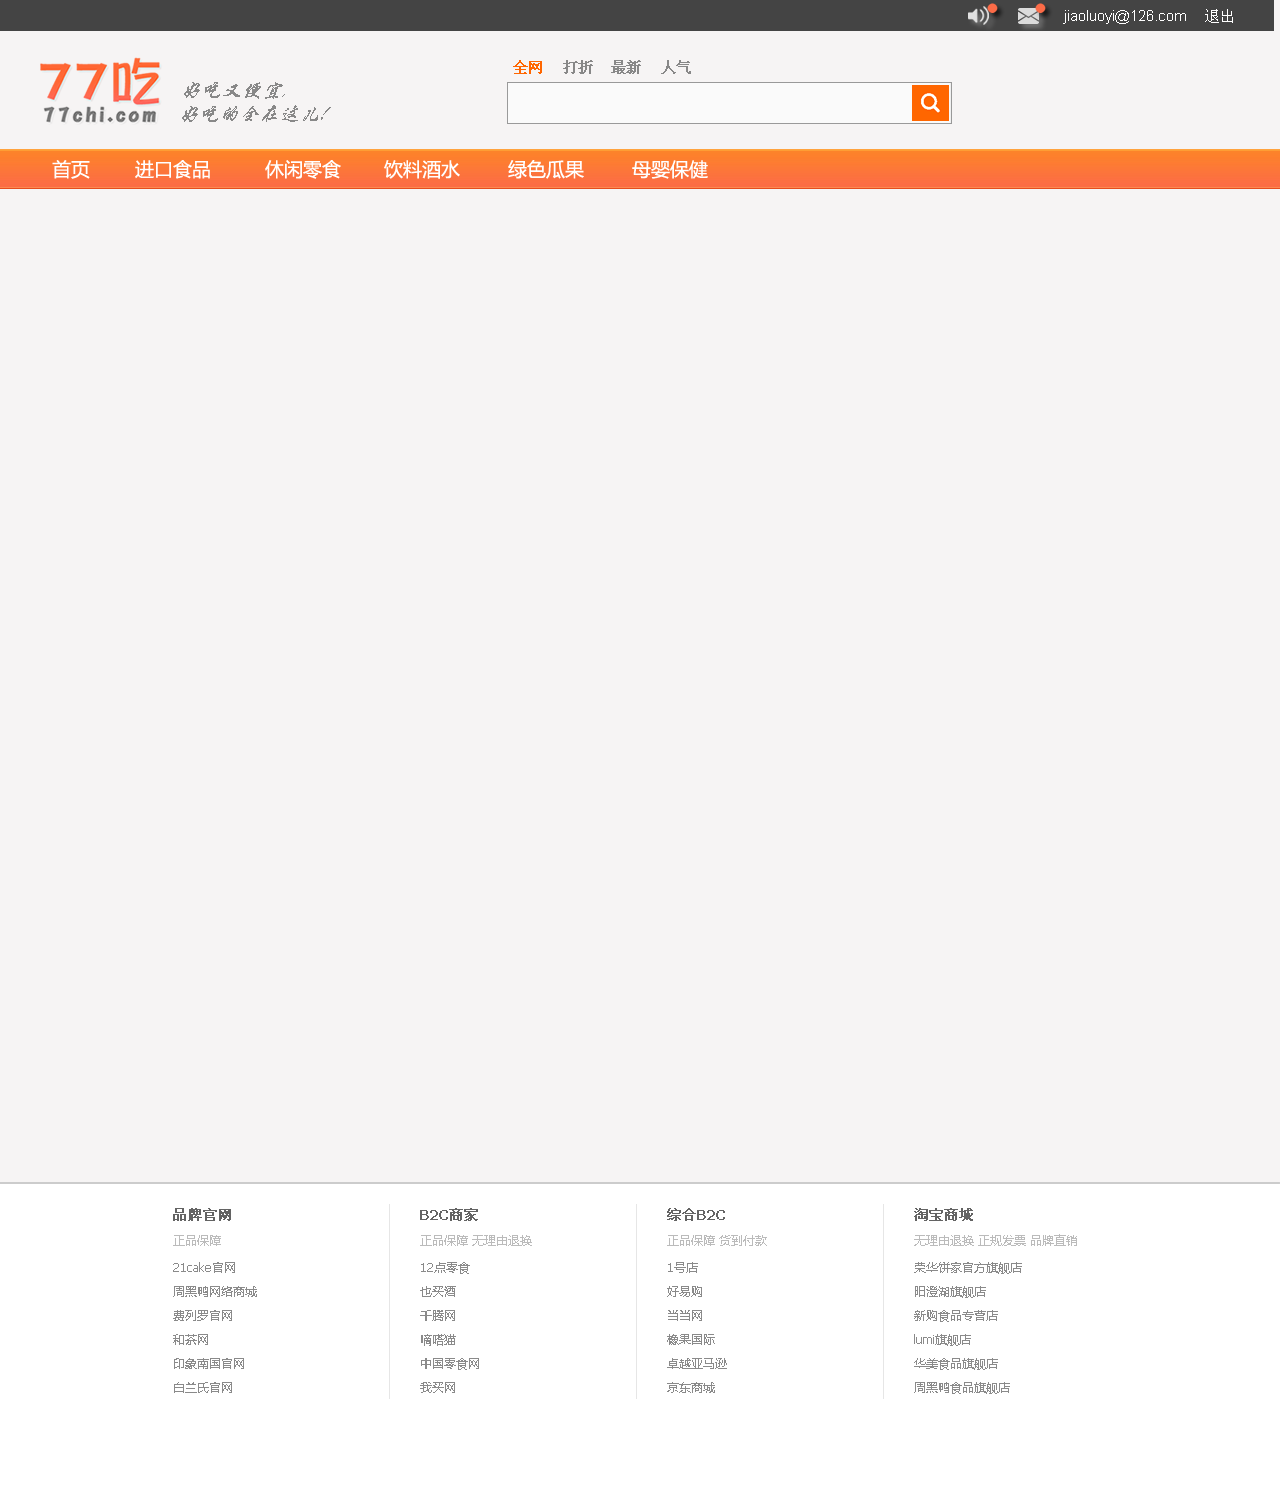 jiaoluoyi@126.com 退出
77吃
77chi.com
好吃又便宜,
好吃的全在这儿!
全网 打折 最新 人气
首页 进口食品 休闲零食 饮料酒水 绿色瓜果 母婴保健
品牌官网
正品保障
21cake官网
周黑鸭网络商城
费列罗官网
和茶网
印象南国官网
白兰氏官网
B2C商家
正品保障 无理由退换
12点零食
也买酒
千腾网
嘀嗒猫
中国零食网
我买网
综合B2C
正品保障 货到付款
1号店
好易购
当当网
橡果国际
卓越亚马逊
京东商城
淘宝商城
无理由退换 正规发票 品牌直销
荣华饼家官方旗舰店
阳澄湖旗舰店
新购食品专营店
lumi旗舰店
华美食品旗舰店
周黑鸭食品旗舰店